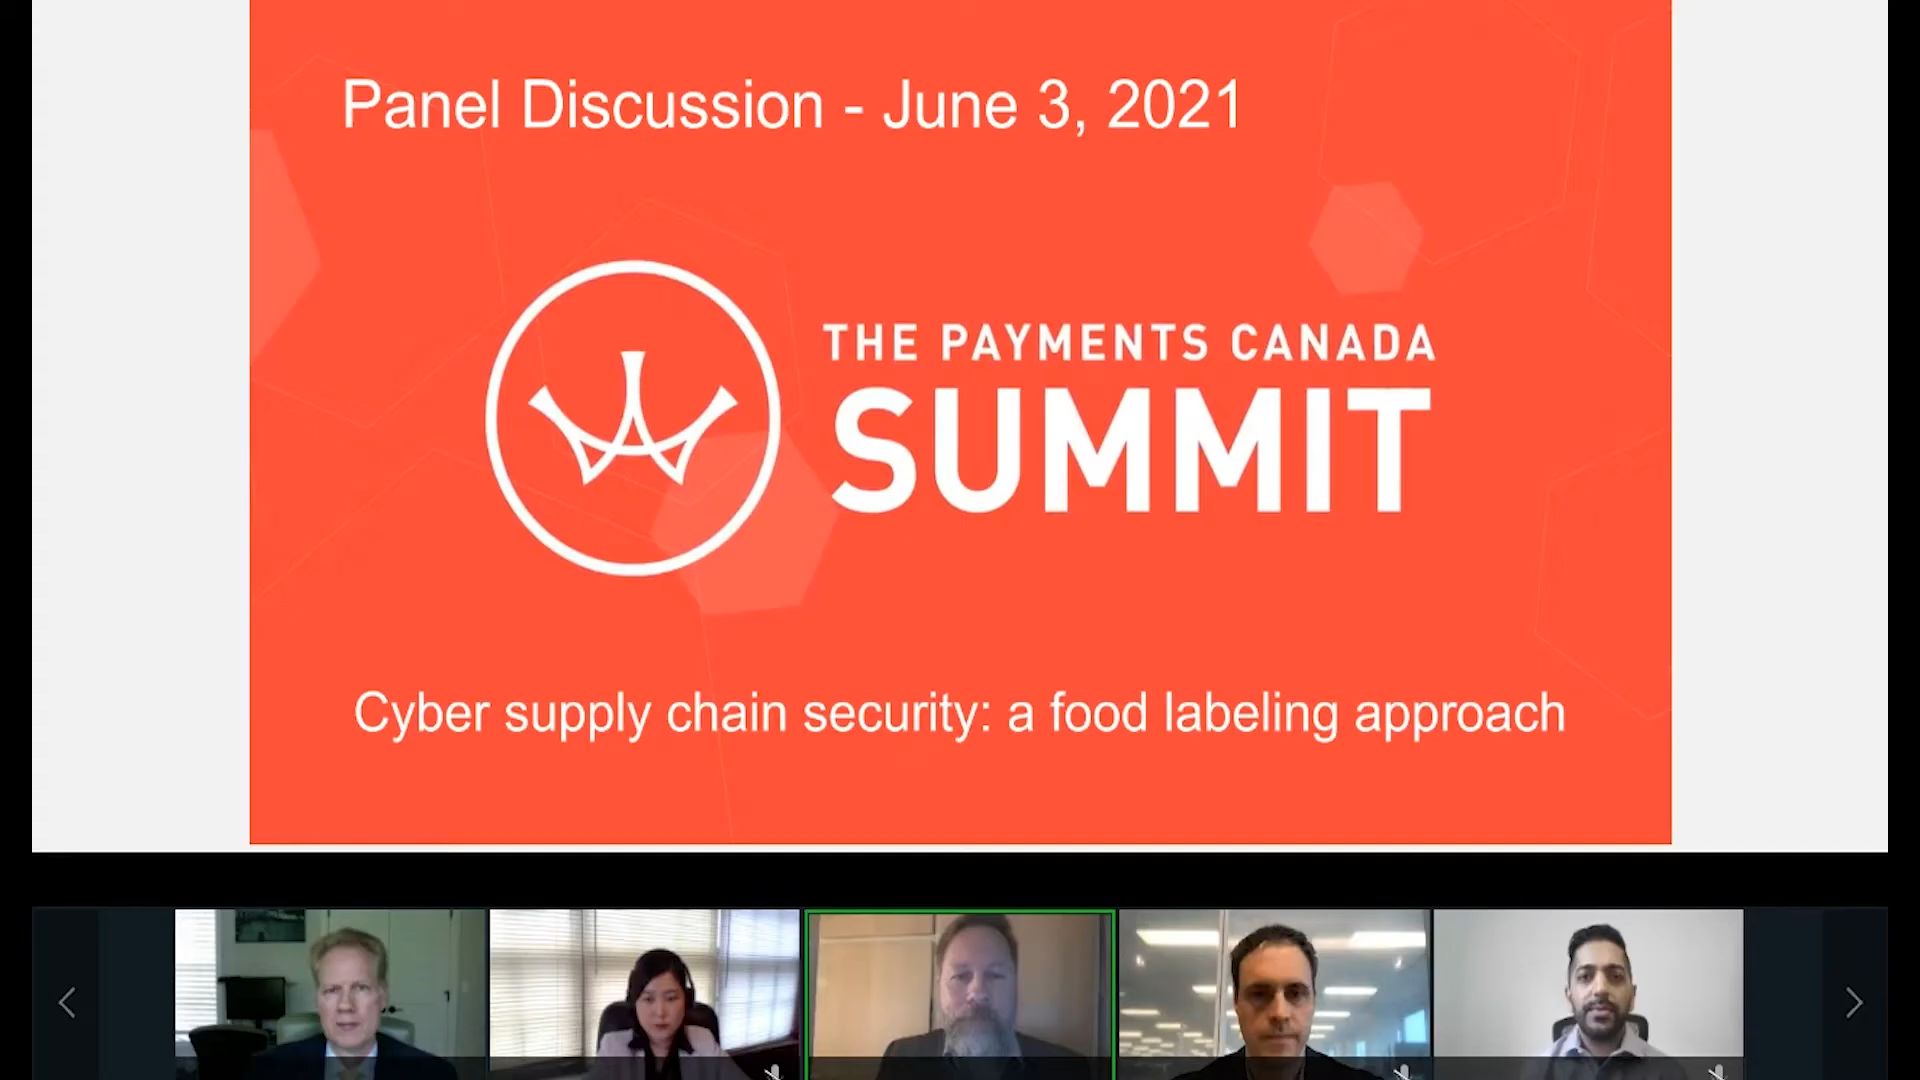 Panel Discussion - June 3, 2021
THE PAYMENTS CANADA
SUMMIT
Cyber supply chain security: a food labeling approach